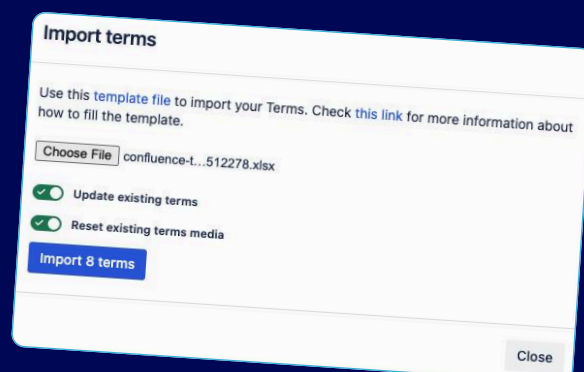 Import terms
Use this template file to import your Terms. Check this link for more information about
how to fill the template.
Choose File confluence-t...512278.xlsx
Update existing terms
Reset existing terms media
Import 8 terms
Close